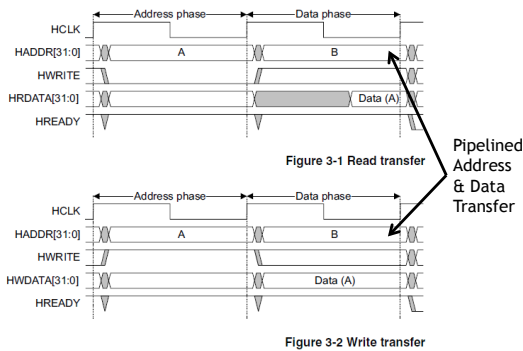 Address phase Data phase
HCLK
HADDR[31:0] A B
HWRITE
HRDATA[31:0] Data (A)
HREADY
Figure 3-1 Read transfer
Pipelined
Address
& Data
Transfer
Address phase Data phase
HCLK
HADDR[31:0] A B
HWRITE
HWDATA[31:0] Data (A)
HREADY
Figure 3-2 Write transfer